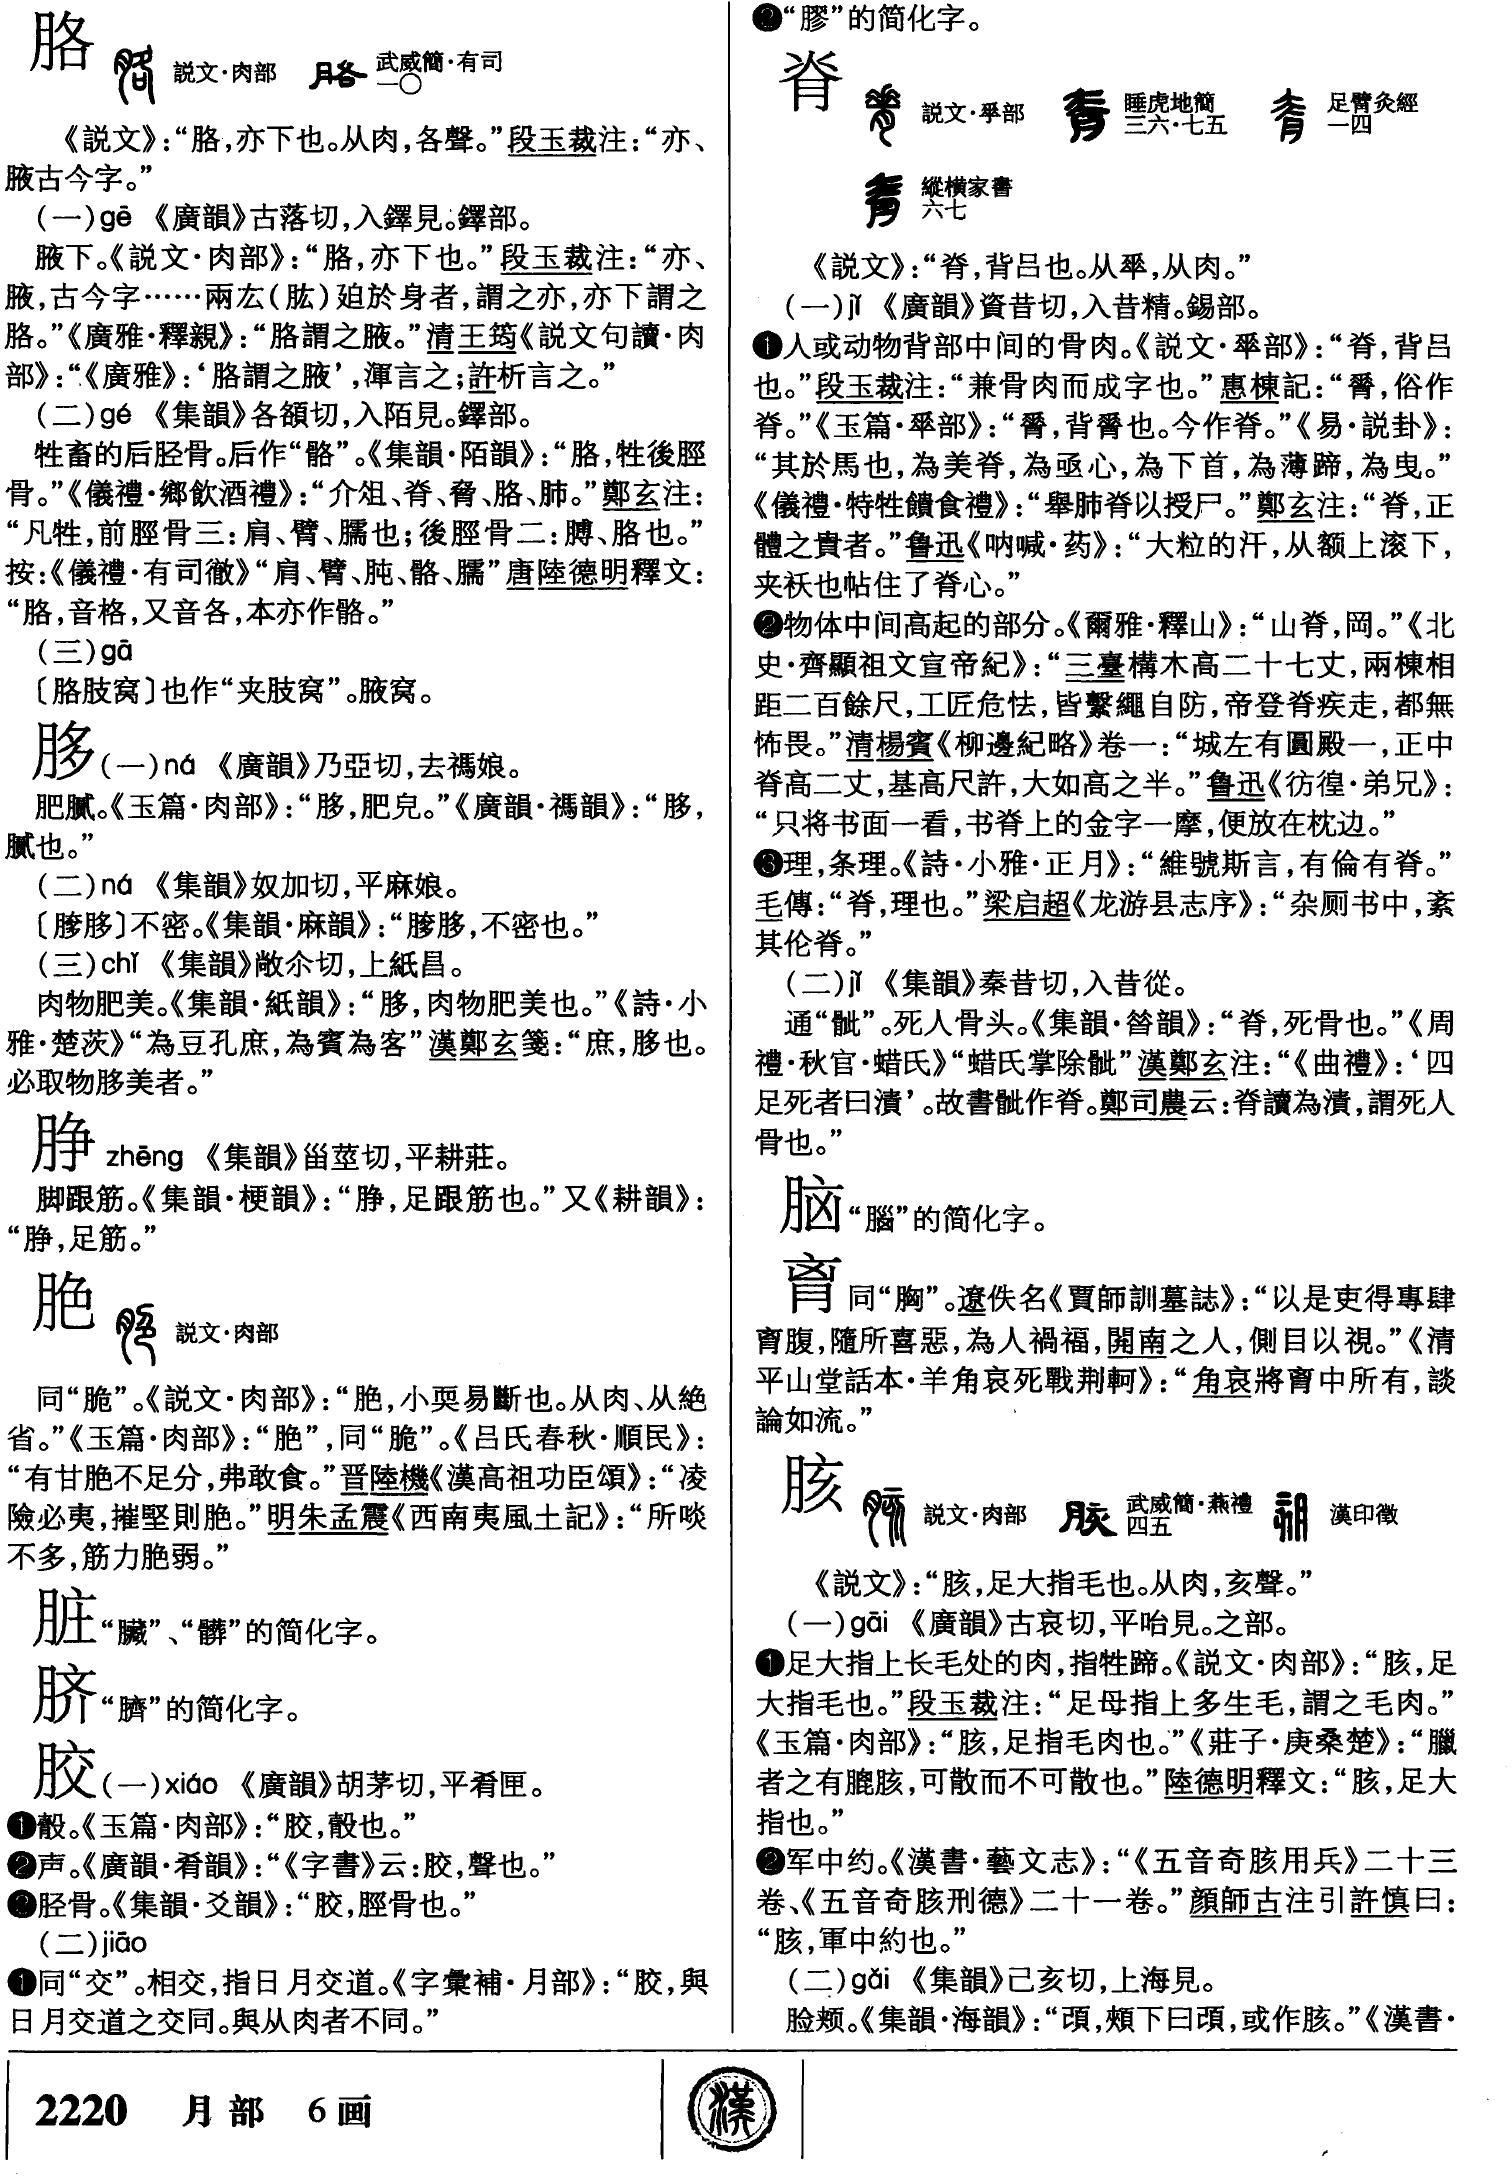 胳 説文·肉部 武威簡·有司一〇
《説文》：“胳，亦下也。从肉，各聲。”段玉裁注：“亦、
腋古今字。”
（一）gē 《廣韻》古落切，入鐸見。鐸部。
腋下。《説文·肉部》：“胳，亦下也。”段玉裁注：“亦、
腋，古今字……兩厷（肱）廹於身者，謂之亦，亦下謂之
胳。”《廣雅·釋親》：“胳謂之腋。”清王筠《説文句讀·肉
部》：“《廣雅》：‘胳謂之腋’，渾言之；許析言之。”
（二）gé 《集韻》各頟切，入陌見。鐸部。
牲畜的后胫骨。后作“骼”。《集韻·陌韻》：“胳，牲後脛
骨。”《儀禮·鄉飲酒禮》：“介俎、脊、脅、胳、肺。”鄭玄注：
“凡牲，前脛骨三：肩、臂、臑也；後脛骨二：膊、胳也。”
按：《儀禮·有司徹》“肩、臂、肫、骼、臑”唐陸德明釋文：
“胳，音格，又音各，本亦作骼。”
（三）gā
〔胳肢窝〕也作“夹肢窝”。腋窝。
胗（一）ná 《廣韻》乃亞切，去禡娘。
肥腻。《玉篇·肉部》：“胗，肥皃。”《廣韻·禡韻》：“胗，
膩也。”
（二）ná 《集韻》奴加切，平麻娘。
不密。《集韻·麻韻》：“不密也。”
（三）chǐ 《集韻》敞尒切，上紙昌。
肉物肥美。《集韻·紙韻》：“胗，肉物肥美也。”《詩·小
雅·楚茨》“為豆孔庶，為賓為客”漢鄭玄箋：“庶，胗也。
必取物胗美者。”
脝 zhēng 《集韻》甾莖切，平耕莊。
脚跟筋。《集韻·梗韻》：“脝，足跟筋也。”又《耕韻》：
“脝，足筋。”
脃 説文·肉部
同“脆”。《説文·肉部》：“脃，小耎易斷也。从肉、从絶
省。”《玉篇·肉部》：“脃”，同“脆”。《吕氏春秋·順民》：
“有甘脃不足分，弗敢食。”晋陸機《漢高祖功臣頌》：“凌
險必夷，摧堅則脃。”明朱孟震《西南夷風土記》：“所啖
不多，筋力脃弱。”
脏“臟”、“髒”的简化字。
脐“臍”的简化字。
胶（一）xiáo 《廣韻》胡茅切，平肴匣。
❶骰。《玉篇·肉部》：“胶，骰也。”
❷声。《廣韻·肴韻》：“《字書》云：胶，聲也。”
❸胫骨。《集韻·爻韻》：“胶，脛骨也。”
（二）jiāo
❶同“交”。相交，指日月交道。《字彙補·月部》：“胶，與
日月交道之交同。與从肉者不同。”
❷“膠”的简化字。
脊 説文·𠦬部 睡虎地簡三六·七五 足臂灸經一四
縱横家書六七
《説文》：“脊，背吕也。从𠦬，从肉。”
（一）jǐ 《廣韻》資昔切，入昔精。錫部。
❶人或动物背部中间的骨肉。《説文·𠦬部》：“脊，背吕
也。”段玉裁注：“兼骨肉而成字也。”惠棟記：“膌，俗作
脊。”《玉篇·𠦬部》：“膌，背膂也。今作脊。”《易·説卦》：
“其於馬也，為美脊，為亟心，為下首，為薄蹄，為曳。”
《儀禮·特牲饋食禮》：“舉肺脊以授尸。”鄭玄注：“脊，正
體之貴者。”鲁迅《呐喊·药》：“大粒的汗，从额上滚下，
夹袄也帖住了脊心。”
❷物体中间高起的部分。《爾雅·釋山》：“山脊，岡。”《北
史·齊顯祖文宣帝紀》：“三臺構木高二十七丈，兩棟相
距二百餘尺，工匠危怯，皆繫繩自防，帝登脊疾走，都無
怖畏。”清楊賓《柳邊紀略》卷一：“城左有圓殿一，正中
脊高二丈，基高尺許，大如高之半。”鲁迅《彷徨·弟兄》：
“只将书面一看，书脊上的金字一摩，便放在枕边。”
❸理，条理。《詩·小雅·正月》：“維號斯言，有倫有脊。”
毛傳：“脊，理也。”梁启超《龙游县志序》：“杂厕书中，紊
其伦脊。”
（二）jǐ 《集韻》秦昔切，入昔從。
通“骴”。死人骨头。《集韻·㫺韻》：“脊，死骨也。”《周
禮·秋官·蜡氏》“蜡氏掌除骴”漢鄭玄注：“《曲禮》：‘四
足死者曰漬’。故書骴作脊。鄭司農云：脊讀為漬，謂死人
骨也。”
脑“腦”的简化字。
㐫同“胸”。遼佚名《賈師訓墓誌》：“以是吏得專肆
腹，隨所喜惡，為人禍福，開南之人，側目以視。”《清
平山堂話本·羊角哀死戰荆軻》：“角哀將中所有，談
論如流。”
胲 説文·肉部 武威簡·燕禮四五 漢印徵
《説文》：“胲，足大指毛也。从肉，亥聲。”
（一）gāi 《廣韻》古哀切，平咍見。之部。
❶足大指上长毛处的肉，指牲蹄。《説文·肉部》：“胲，足
大指毛也。”段玉裁注：“足母指上多生毛，謂之毛肉。”
《玉篇·肉部》：“胲，足指毛肉也。”《莊子·庚桑楚》：“臘
者之有膍胲，可散而不可散也。”陸德明釋文：“胲，足大
指也。”
❷军中约。《漢書·藝文志》：“《五音奇胲用兵》二十三
卷、《五音奇胲刑德》二十一卷。”顔師古注引許慎曰：
“胲，軍中約也。”
（二）gǎi 《集韻》己亥切，上海見。
脸颊。《集韻·海韻》：“䪱，頰下曰䪱，或作胲。”《漢書·
2220 月部 6画
漢